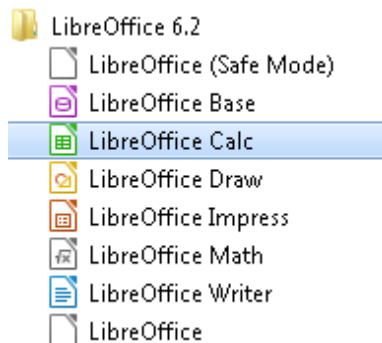 LibreOffice 6.2
LibreOffice (Safe Mode)
LibreOffice Base
LibreOffice Calc
LibreOffice Draw
LibreOffice Impress
LibreOffice Math
LibreOffice Writer
LibreOffice